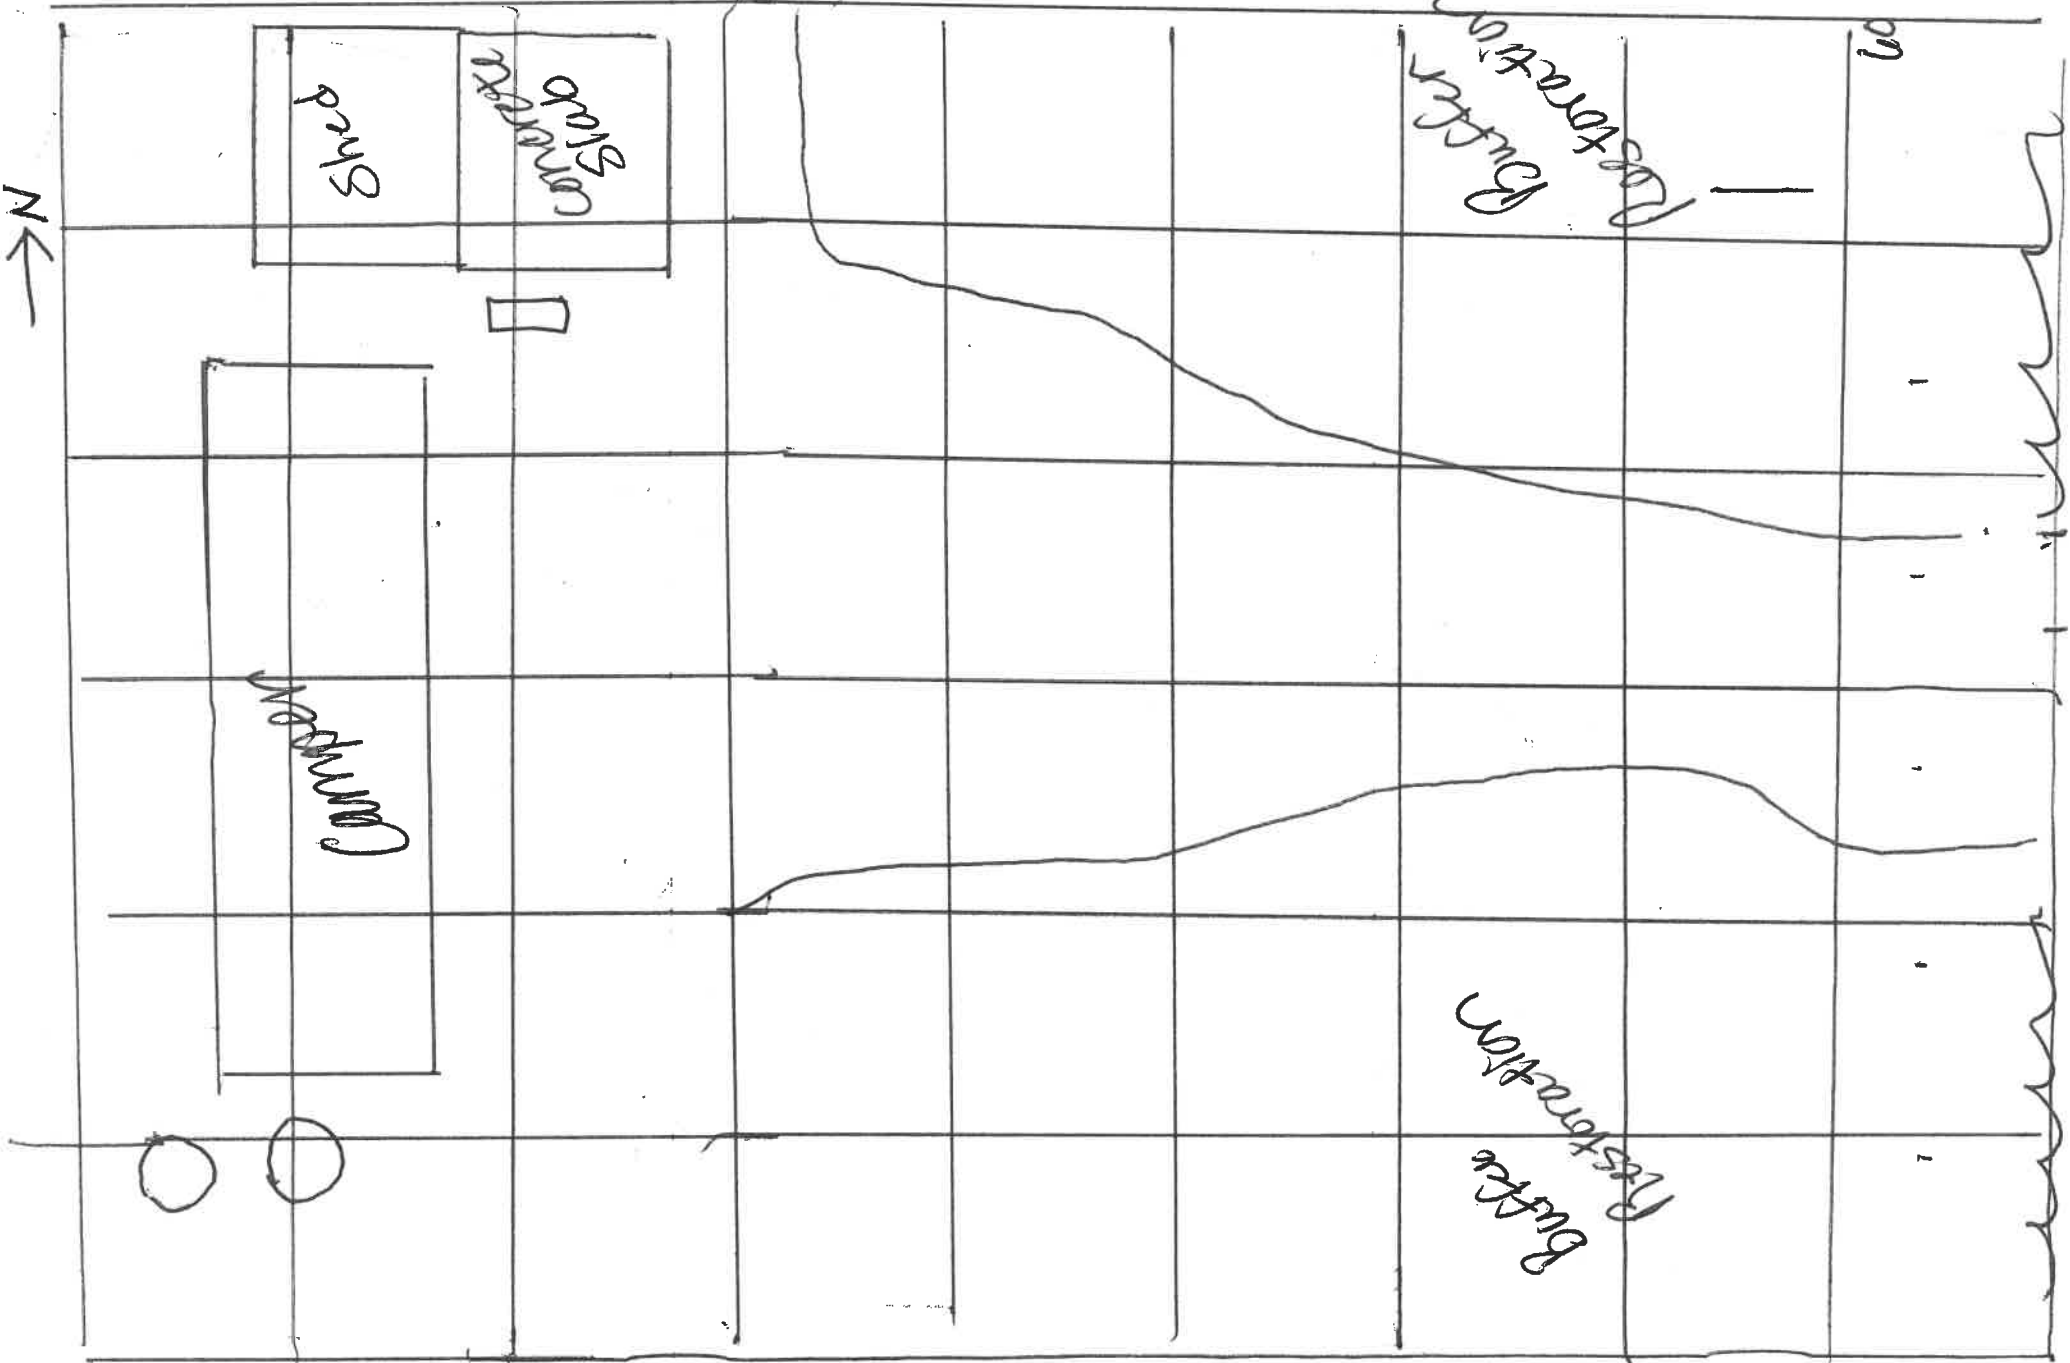 N
Shed
concrete
Slab
Camper
Buffer
Restoration
Buffer
Restoration